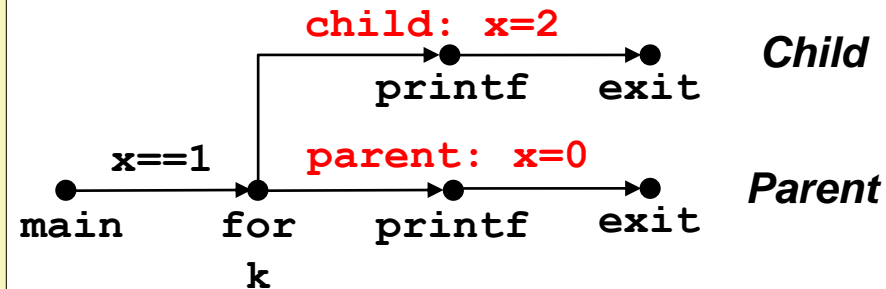 child: x=2
Child
printf exit
x==1 parent: x=0
Parent
main for printf exit
k